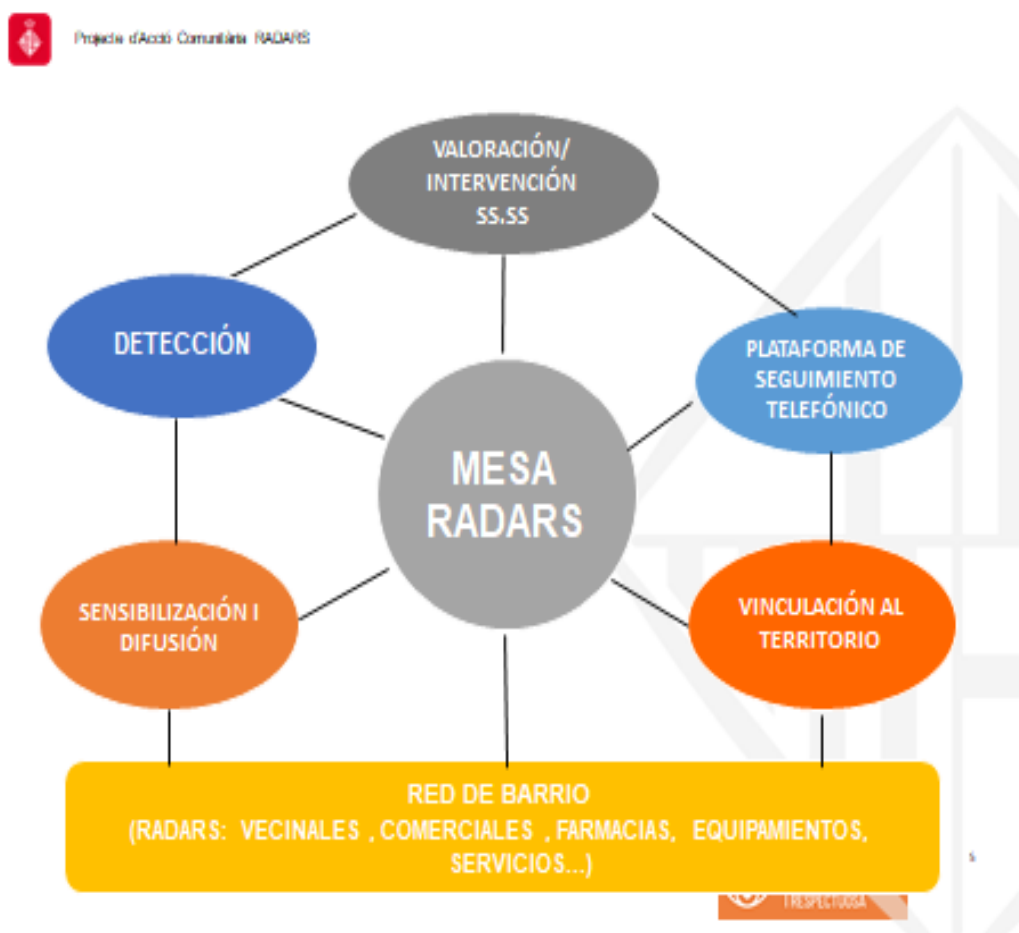 Projecte d'Acció Comunitària RADARS
VALORACIÓN/
INTERVENCIÓN
SS.SS
DETECCIÓN
PLATAFORMA DE
SEGUIMIENTO
TELEFÓNICO
MESA
RADARS
SENSIBILIZACIÓN I
DIFUSIÓN
VINCULACIÓN AL
TERRITORIO
RED DE BARRIO
(RADARS: VECINALES , COMERCIALES , FARMACIAS, EQUIPAMIENTOS,
SERVICIOS...)
I RESPECTUOSA